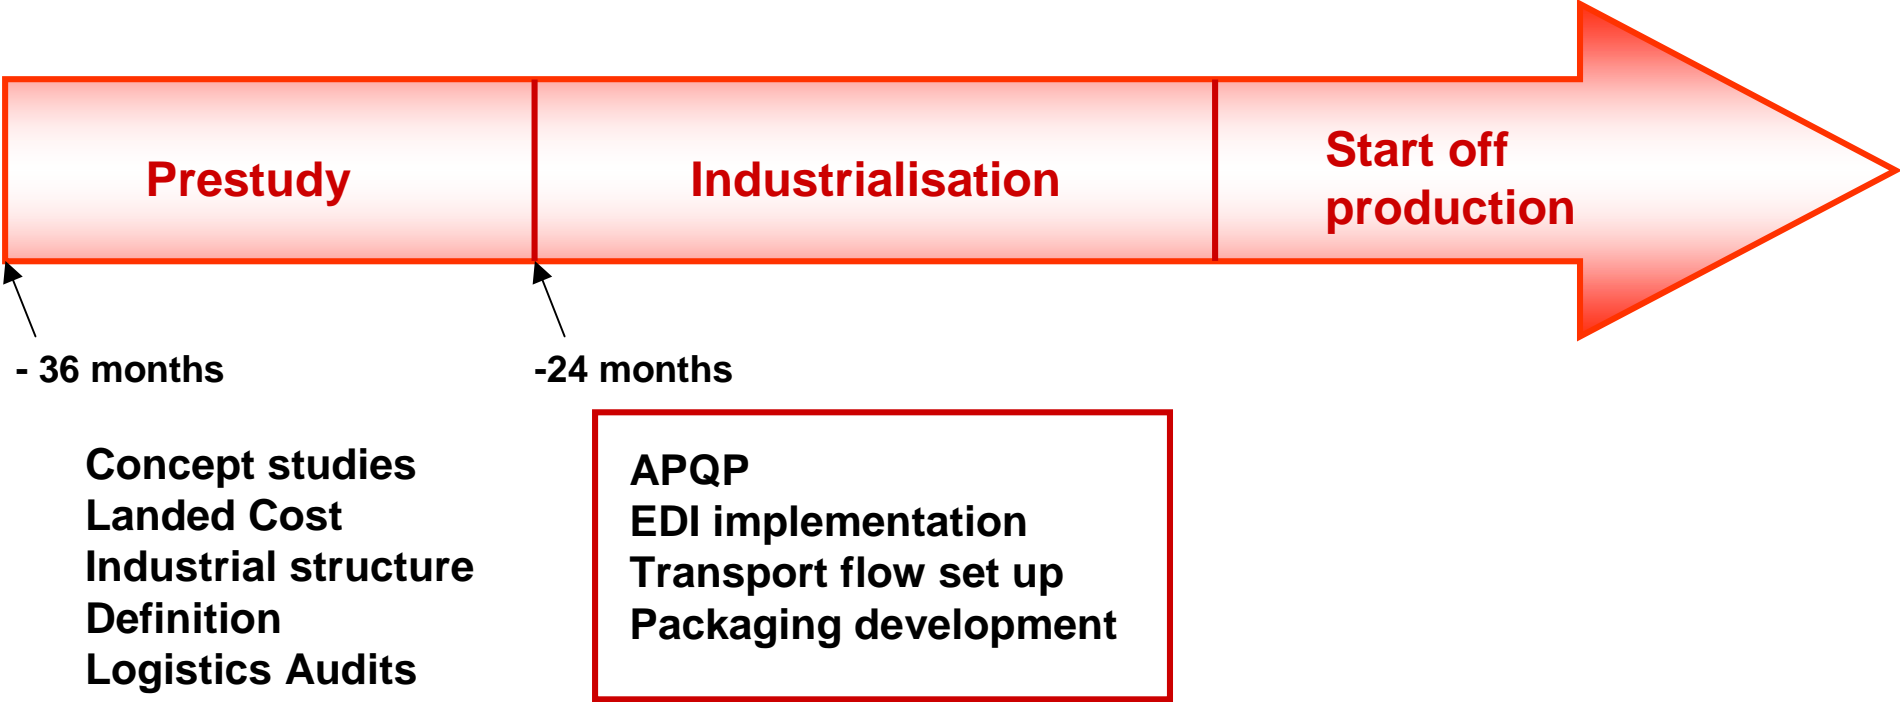 Prestudy
Industrialisation
Start off
production
- 36 months
-24 months
Concept studies
Landed Cost
Industrial structure
Definition
Logistics Audits
APQP
EDI implementation
Transport flow set up
Packaging development